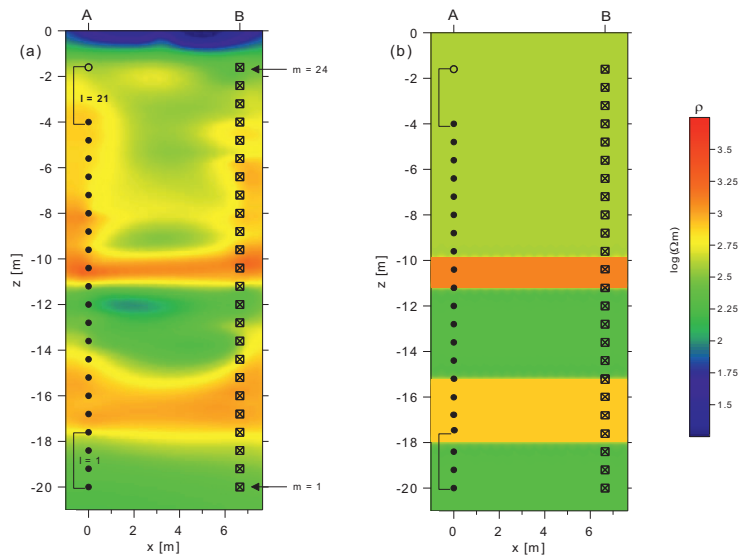 A B A B
(a) (b)
0 0
-2 -2
-4 -4
-6 -6
-8 -8
-10 -10
-12 -12
-14 -14
-16 -16
-18 -18
-20 -20
l = 21
m = 24
l = 1
m = 1
z [m] z [m]
0 2 4 6 0 2 4 6
x [m] x [m]
ρ
3.5
3
2.75
2.5
2.25
2
1.75
1.5
log(Ωm)